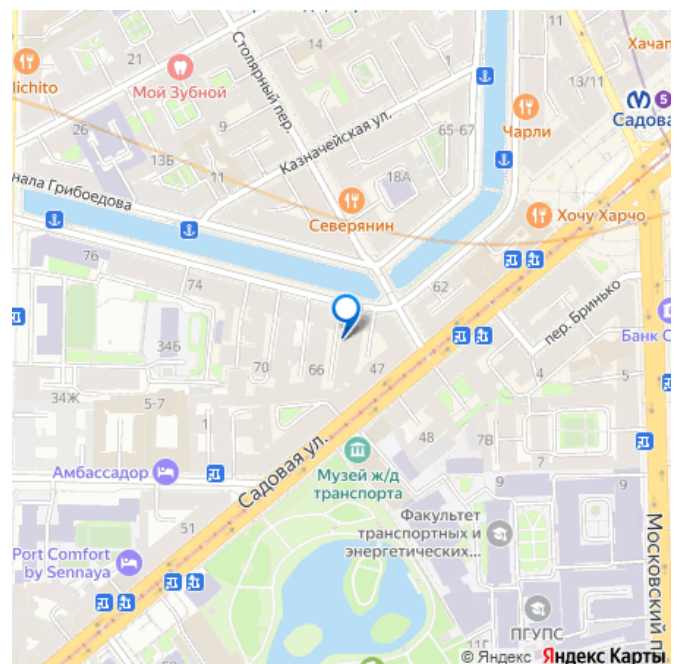 14
21
Мой Зубной
lichito
Столярный пер.
Хачап
13/11
Садова
5
Чарли
65-67
26
9
Казначейская ул.
13Б
11
18А
нала Грибоедова
Северянин
Хочу Харчо
76
74
62
пер. Бринько
Банк С
34Б
70
66
47
4
5
34Ж
5-7
1
48
7В
7
9
9
Амбассадор
Садовая ул.
Музей ж/д
транспорта
51
Факультет
транспортных и
энергетических...
Port Comfort
by Sennaya
Московский п
ПГУПС
11Г
© Яндекс Яндекс Карты